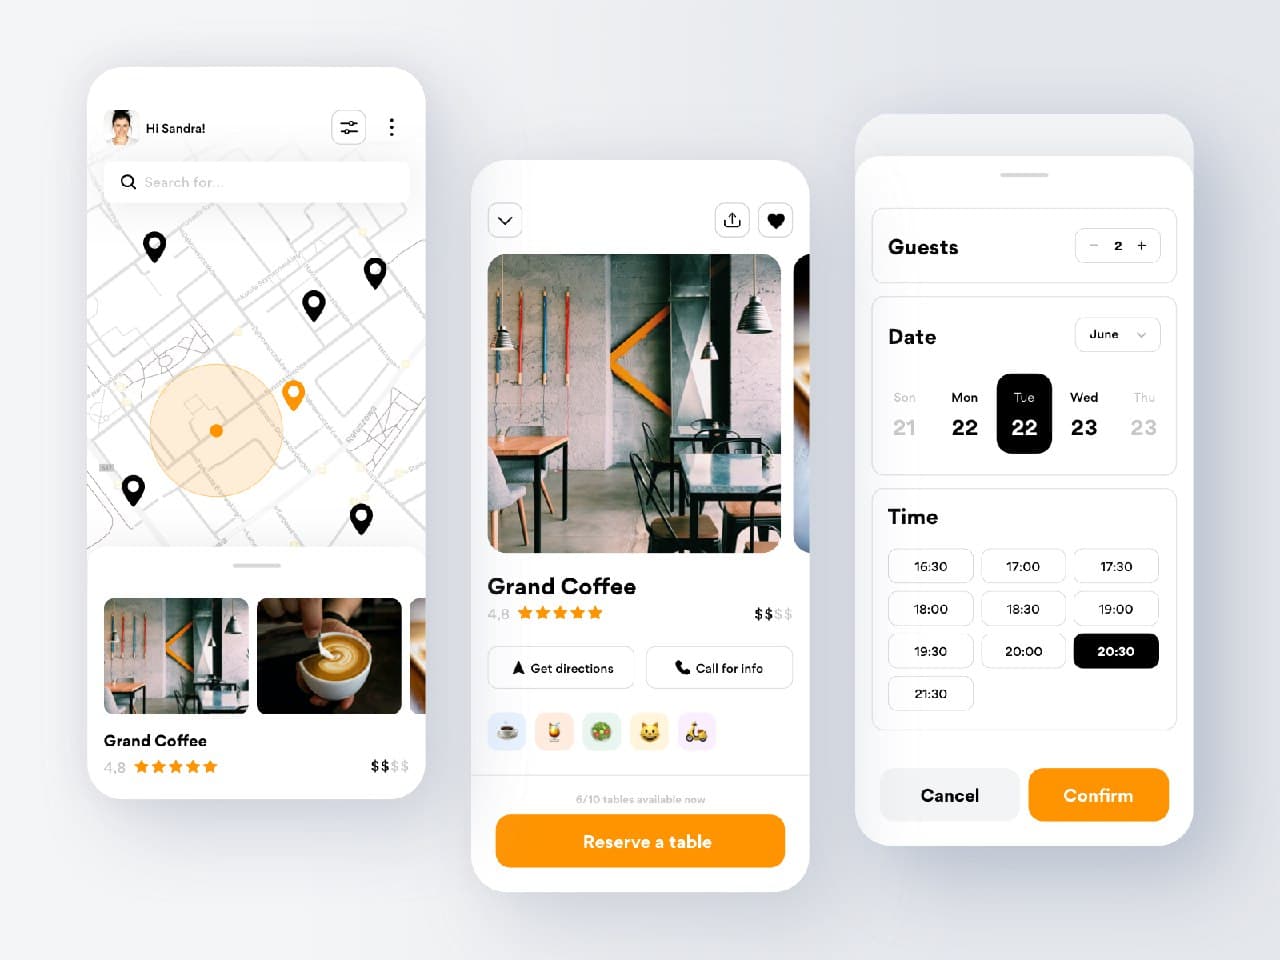 Hi Sandra!
Search for...
Grand Coffee
4,8
$$$$
Grand Coffee
4,8
$$$$
Get directions
Call for info
6/10 tables available now
Reserve a table
Guests
− 2 +
Date
June
Son Mon Tue Wed Thu
21 22 22 23 23
Time
16:30 17:00 17:30
18:00 18:30 19:00
19:30 20:00 20:30
21:30
Cancel Confirm